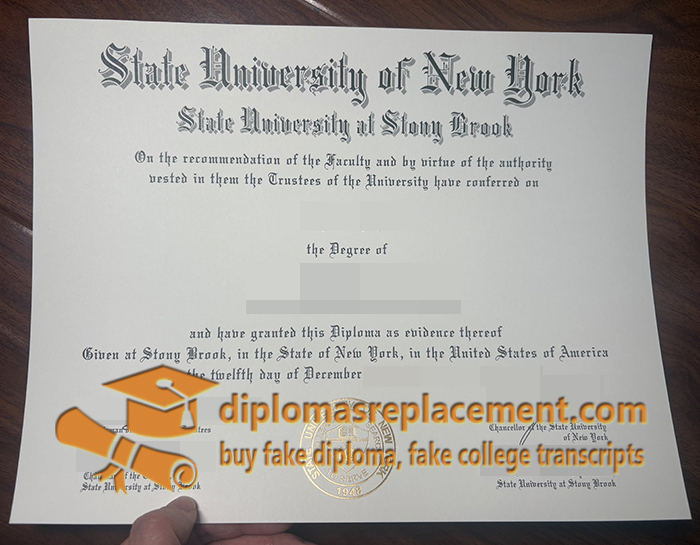 State University of New York
State University at Stony Brook
On the recommendation of the Faculty and by virtue of the authority
vested in them the Trustees of the University have conferred on
the Degree of
and have granted this Diploma as evidence thereof
Given at Stony Brook, in the State of New York, in the United States of America
the twelfth day of December
diplomasreplacement.com
buy fake diploma, fake college transcripts
Chancellor of the State University
of New York
of the
State University at Stony Brook
State University at Stony Brook
1948